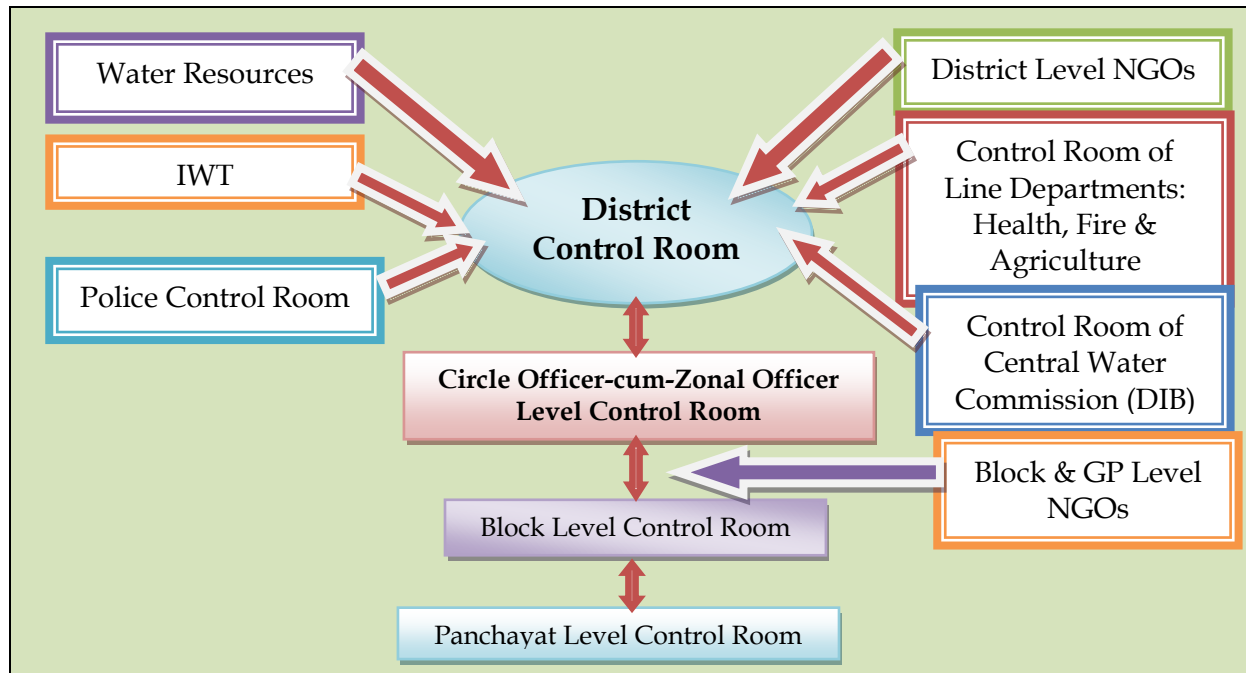 Water Resources
IWT
Police Control Room
District
Control Room
District Level NGOs
Control Room of
Line Departments:
Health, Fire &
Agriculture
Control Room of
Central Water
Commission (DIB)
Circle Officer-cum-Zonal Officer
Level Control Room
Block & GP Level
NGOs
Block Level Control Room
Panchayat Level Control Room